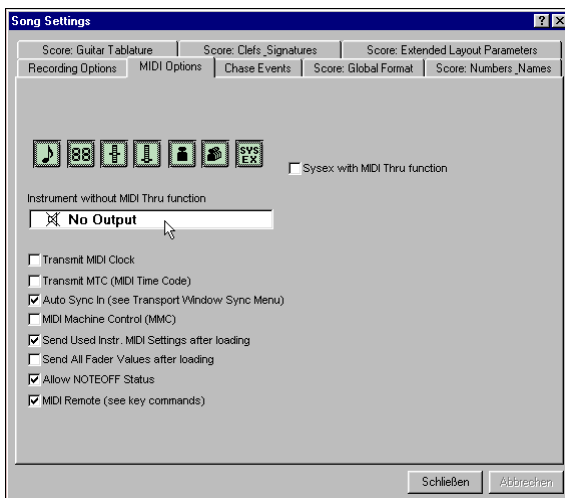 Song Settings
Score: Guitar Tablature
Score: Clefs_Signatures
Score: Extended Layout Parameters
Recording Options
MIDI Options
Chase Events
Score: Global Format
Score: Numbers_Names
88
SYS
EX
Sysex with MIDI Thru function
Instrument without MIDI Thru function
No Output
Transmit MIDI Clock
Transmit MTC (MIDI Time Code)
Auto Sync In (see Transport Window Sync Menu)
MIDI Machine Control (MMC)
Send Used Instr. MIDI Settings after loading
Send All Fader Values after loading
Allow NOTEOFF Status
MIDI Remote (see key commands)
Schließen
Abbrechen